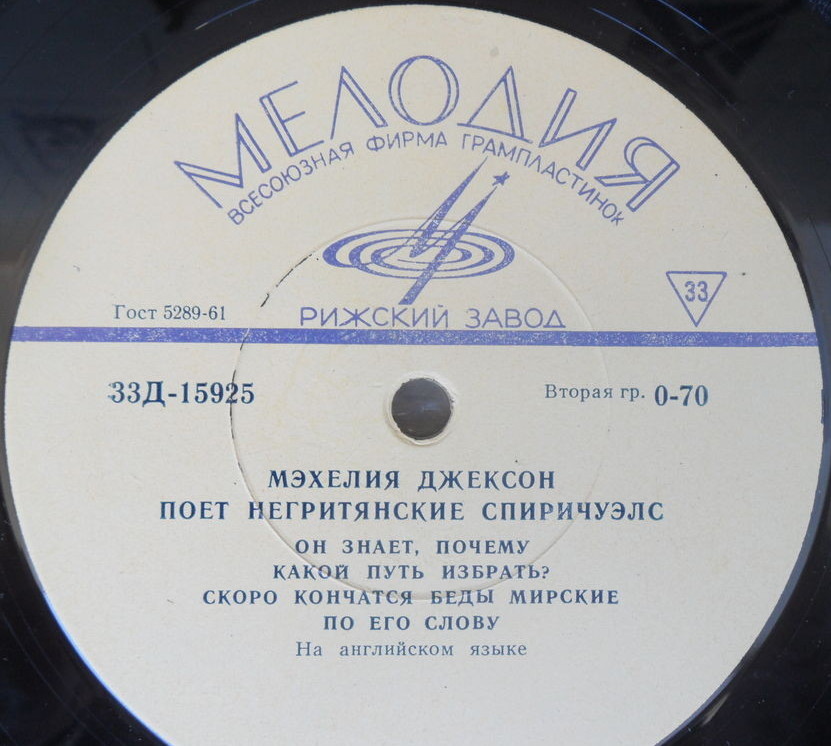 МЕЛОДИЯ
ВСЕСОЮЗНАЯ ФИРМА ГРАМПЛАСТИНОК
33
Гост 5289-61
РИЖСКИЙ ЗАВОД
33Д-15925
Вторая гр. 0-70
МЭХЕЛИЯ ДЖЕКСОН
ПОЕТ НЕГРИТЯНСКИЕ СПИРИЧУЭЛС
ОН ЗНАЕТ, ПОЧЕМУ
КАКОЙ ПУТЬ ИЗБРАТЬ?
СКОРО КОНЧАТСЯ БЕДЫ МИРСКИЕ
ПО ЕГО СЛОВУ
На английском языке